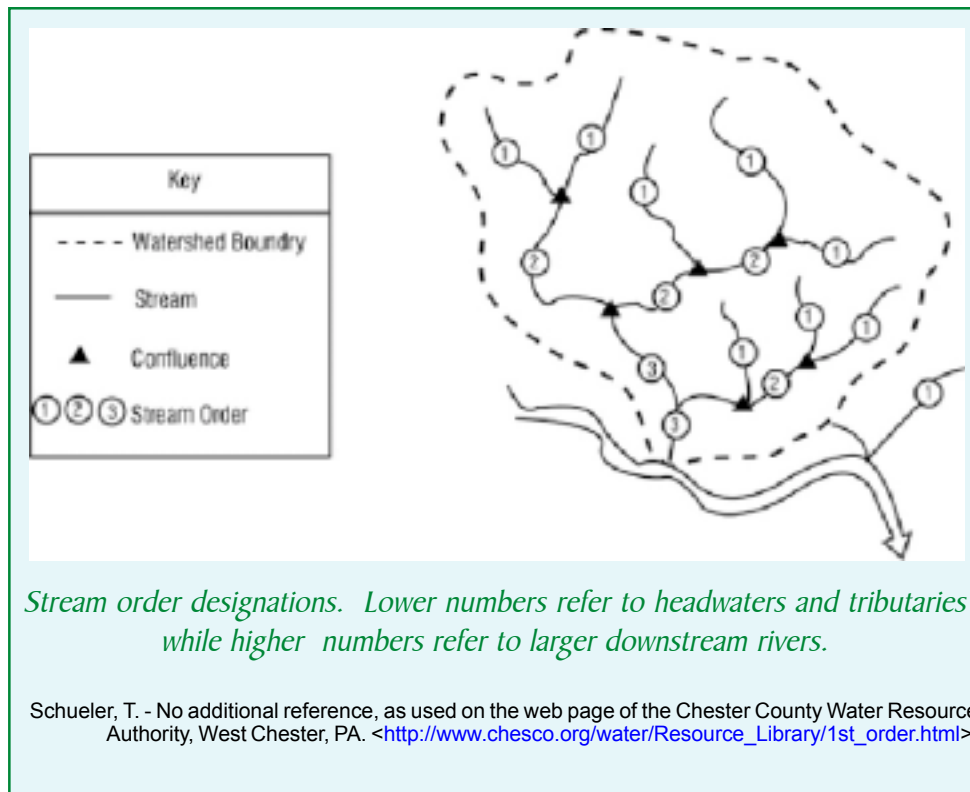 Key
Watershed Boundry
Stream
Confluence
1 2 3 Stream Order
1
1
1
1
1
2
2
2
1
1
1
1
3
2
1
3
Stream order designations. Lower numbers refer to headwaters and tributaries
while higher numbers refer to larger downstream rivers.
Schueler, T. - No additional reference, as used on the web page of the Chester County Water Resource
Authority, West Chester, PA. <http://www.chesco.org/water/Resource_Library/1st_order.html>